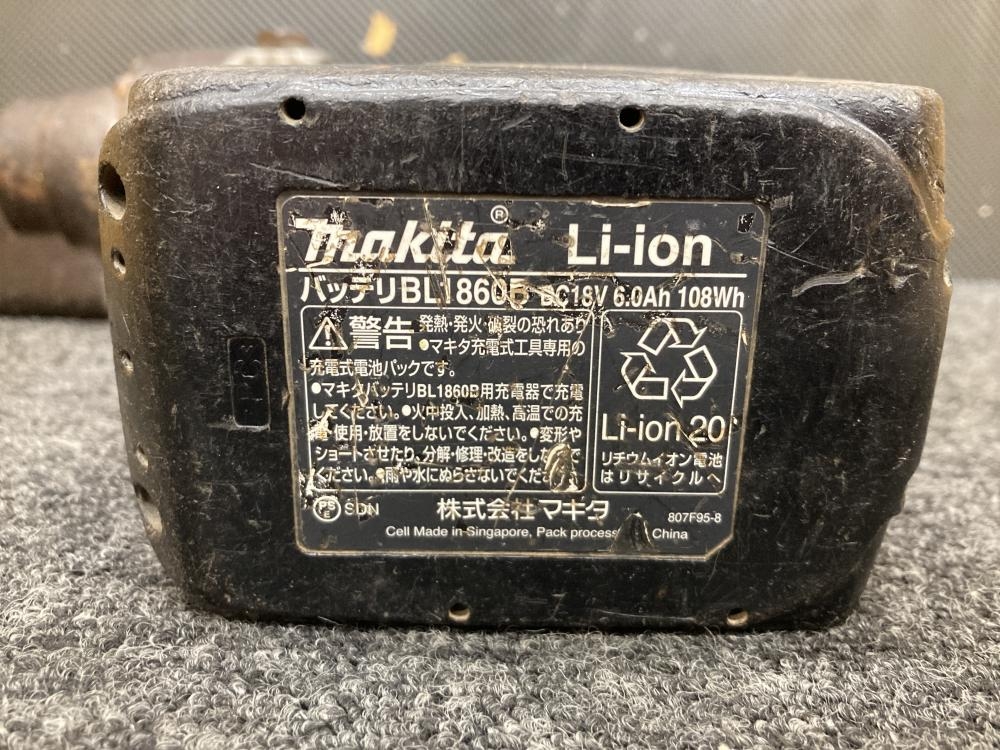 makita® Li-ion
バッテリBL1860B DC18V 6.0Ah 108Wh
警告 発熱・発火・破裂の恐れあり
●マキタ充電式工具専用の
充電式電池パックです。
●マキタバッテリBL1860B用充電器で充電
してください。●火中投入、加熱、高温での充
電・使用・放置をしないでください。●変形や
ショートさせたり、分解・修理・改造をしないで
ください。●雨や水にぬらさないでください。
Li-ion 20
リチウムイオン電池
はリサイクルへ
PS
E
SDN
株式会社マキタ
807F95-8
Cell Made in Singapore, Pack process China